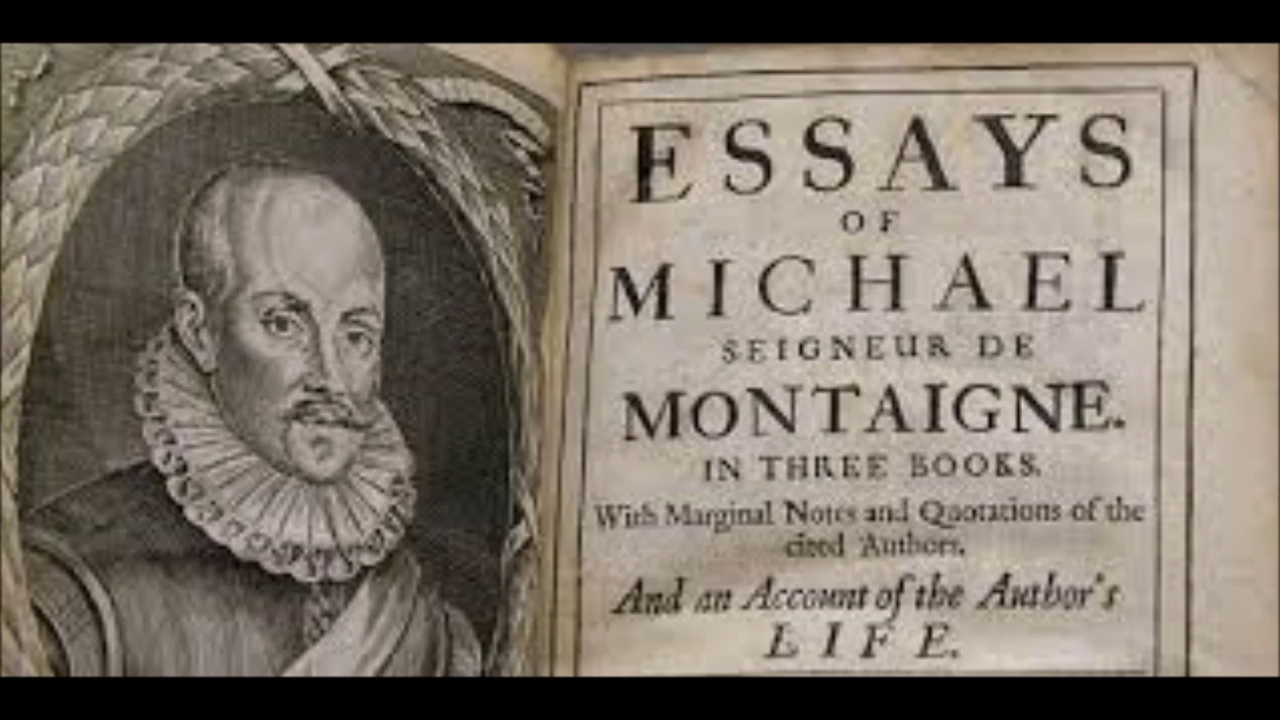 ESSAYS
OF
MICHAEL
SEIGNEUR DE
MONTAIGNE.
IN THREE BOOKS.
With Marginal Notes and Quotations of the
cited Authors.
And an Account of the Author's
LIFE.